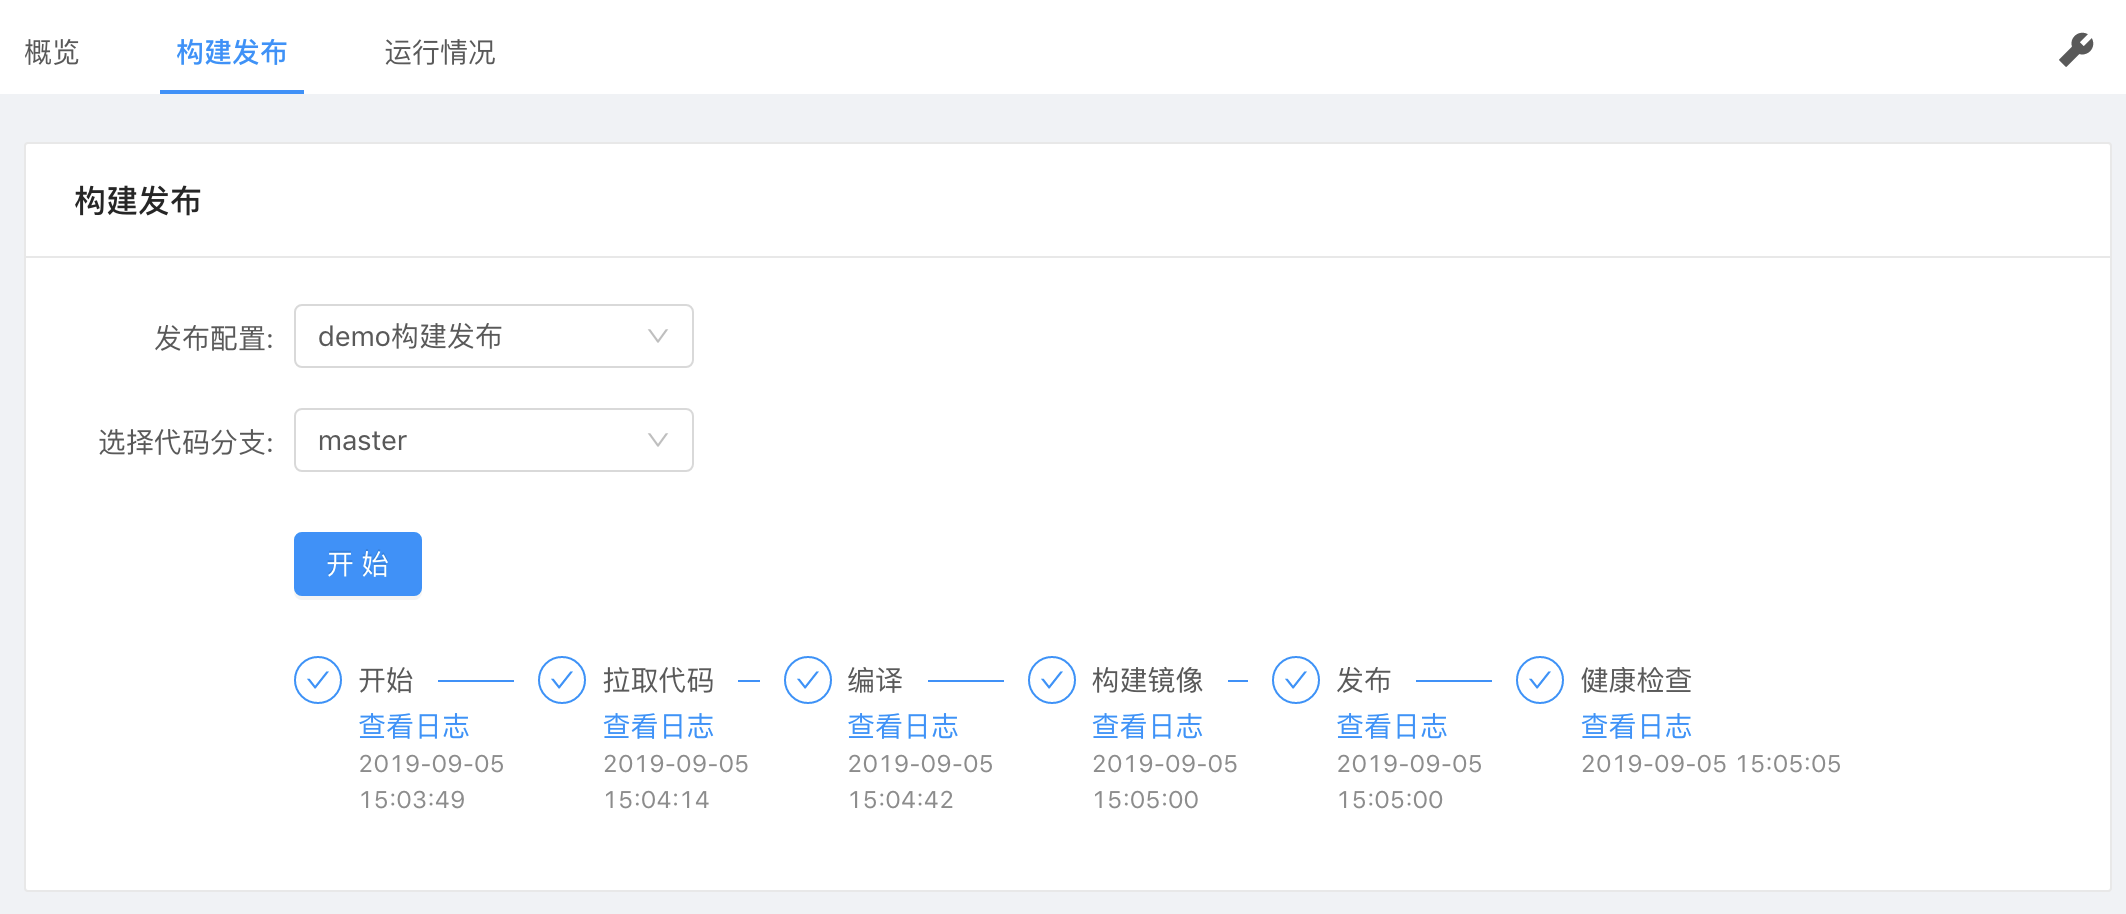 概览 构建发布 运行情况
构建发布
发布配置: demo构建发布
选择代码分支: master
开 始
开始 拉取代码 编译 构建镜像 发布 健康检查
查看日志 查看日志 查看日志 查看日志 查看日志 查看日志
2019-09-05 2019-09-05 2019-09-05 2019-09-05 2019-09-05 2019-09-05 15:05:05
15:03:49 15:04:14 15:04:42 15:05:00 15:05:00